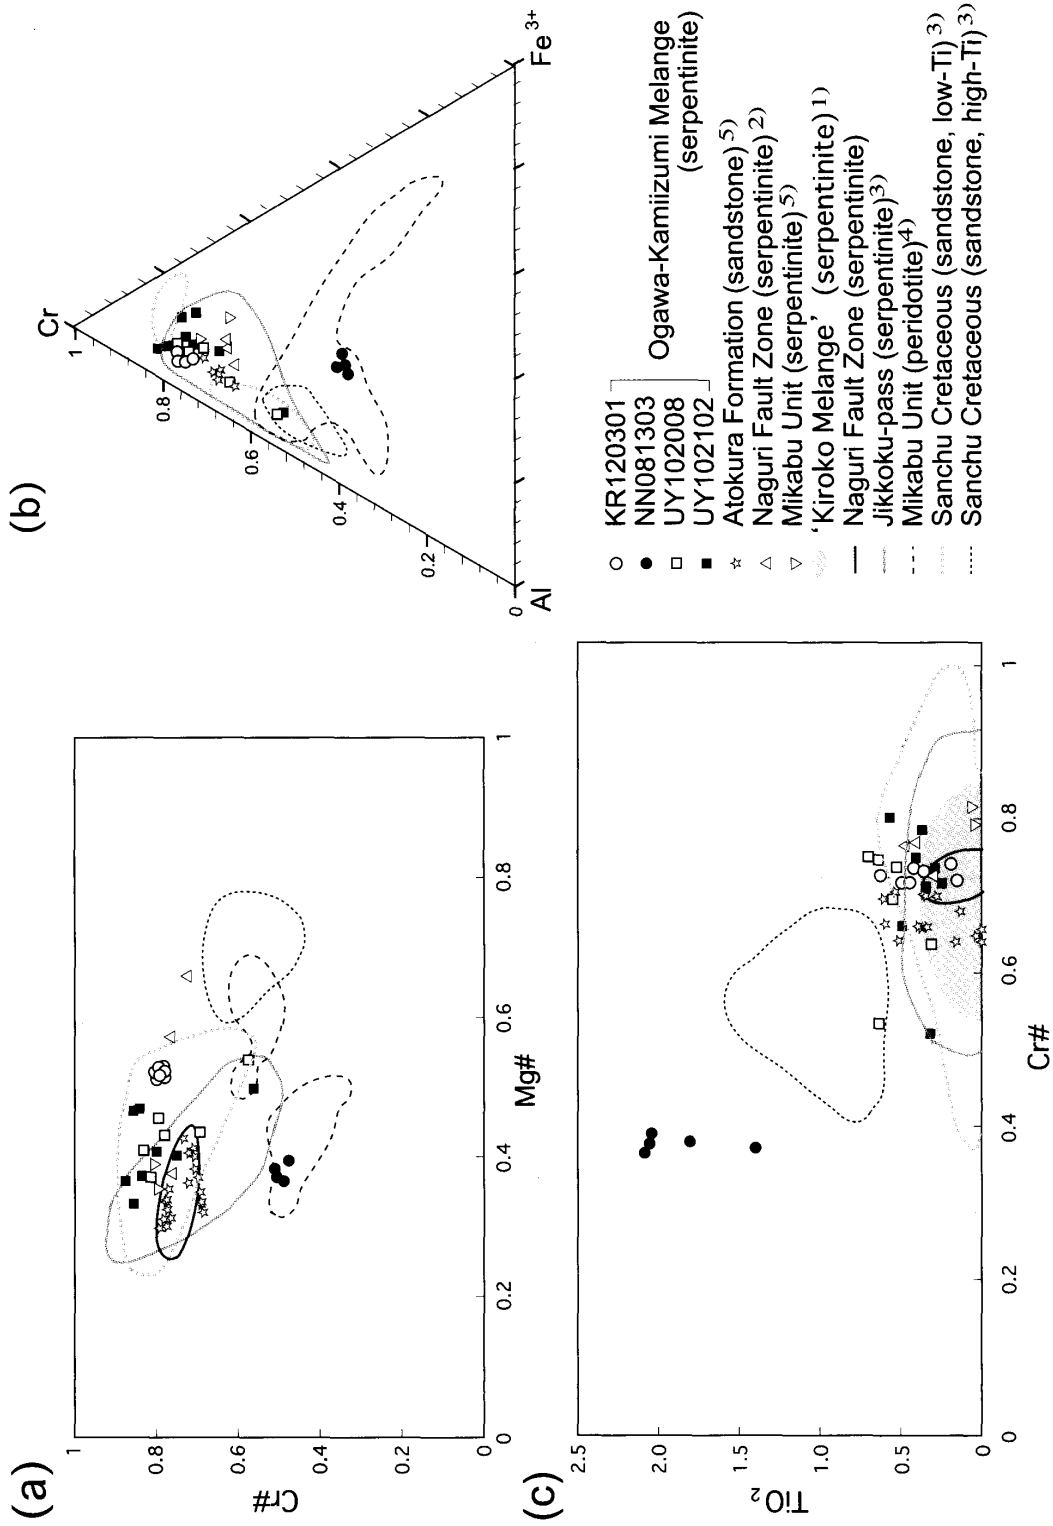 (a)
1
0.8
0.6
0.4
0.2
0
Cr#
0
0.2
0.4
0.6
0.8
1
Mg#
(b)
Cr
1
0.8
0.6
0.4
0.2
0
Al
Fe3+
(c)
2.5
2.0
1.5
1.0
0.5
0
TiO2
0
0.2
0.4
0.6
0.8
1
Cr#
KR120301
NN081303
UY102008
UY102102
Ogawa-Kamiizumi Melange
(serpentinite)
Atokura Formation (sandstone)5)
Naguri Fault Zone (serpentinite)2)
Mikabu Unit (serpentinite)5)
‘Kiroko Melange’ (serpentinite)1)
Naguri Fault Zone (serpentinite)
Jikkoku-pass (serpentinite)3)
Mikabu Unit (peridotite)4)
Sanchu Cretaceous (sandstone, low-Ti)3)
Sanchu Cretaceous (sandstone, high-Ti)3)